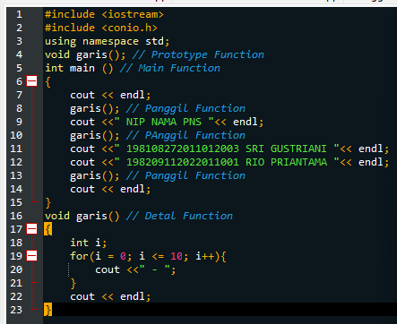 1 #include <iostream>
2 #include <conio.h>
3 using namespace std;
4 void garis(); // Prototype Function
5 int main () // Main Function
6 {
7 cout << endl;
8 garis(); // Panggil Function
9 cout <<" NIP NAMA PNS "<< endl;
10 garis(); // PAnggil Function
11 cout <<" 198108272011012003 SRI GUSTRIANI "<< endl;
12 cout <<" 198209112022011001 RIO PRIANTAMA "<< endl;
13 garis(); // Panggil Function
14 cout << endl;
15 }
16 void garis() // Detal Function
17 {
18 int i;
19 for(i = 0; i <= 10; i++){
20 cout <<" - ";
21 }
22 cout << endl;
23 }